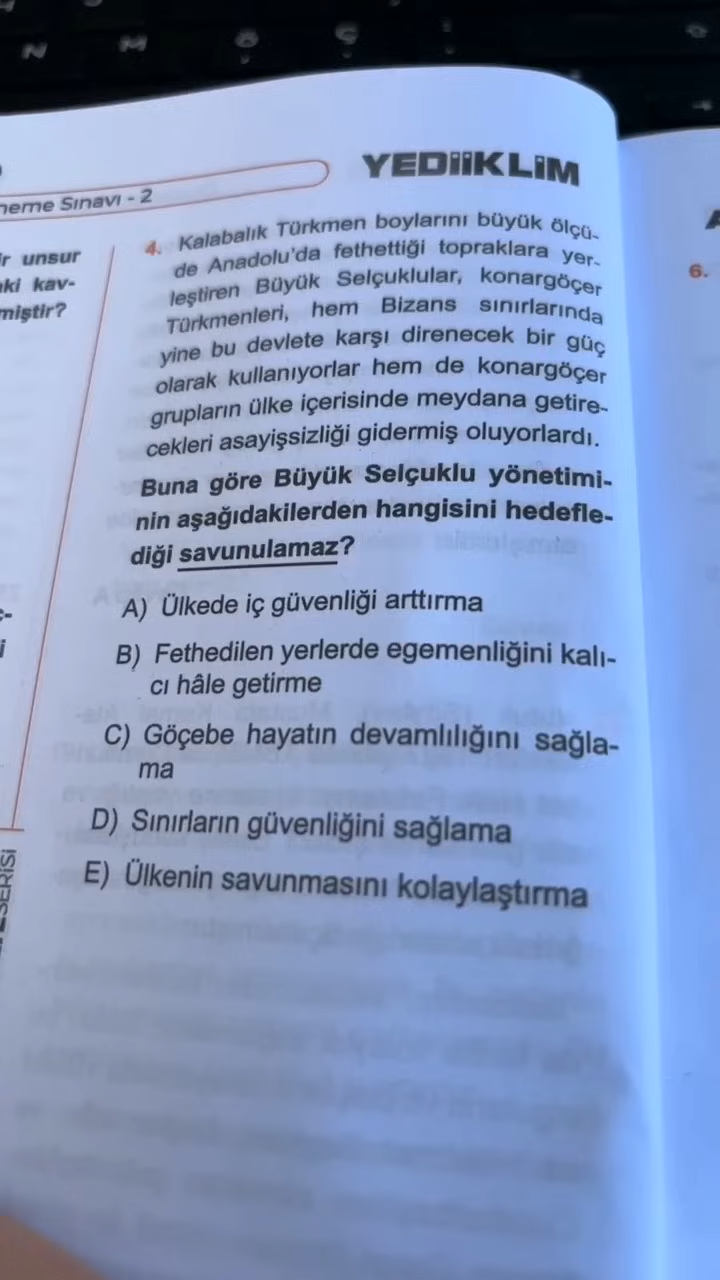 YEDİİKLİM
neme Sınavı - 2
r unsur
ki kav-
miştir?
4. Kalabalık Türkmen boylarını büyük ölçü-
de Anadolu'da fethettiği topraklara yer-
leştiren Büyük Selçuklular, konargöçer
Türkmenleri, hem Bizans sınırlarında
yine bu devlete karşı direnecek bir güç
olarak kullanıyorlar hem de konargöçer
grupların ülke içerisinde meydana getire-
cekleri asayişsizliği gidermiş oluyorlardı.
Buna göre Büyük Selçuklu yönetimi-
nin aşağıdakilerden hangisini hedefle-
diği savunulamaz?
A) Ülkede iç güvenliği arttırma
B) Fethedilen yerlerde egemenliğini kalı-
cı hâle getirme
C) Göçebe hayatın devamlılığını sağla-
ma
D) Sınırların güvenliğini sağlama
E) Ülkenin savunmasını kolaylaştırma
SERİSİ
6.